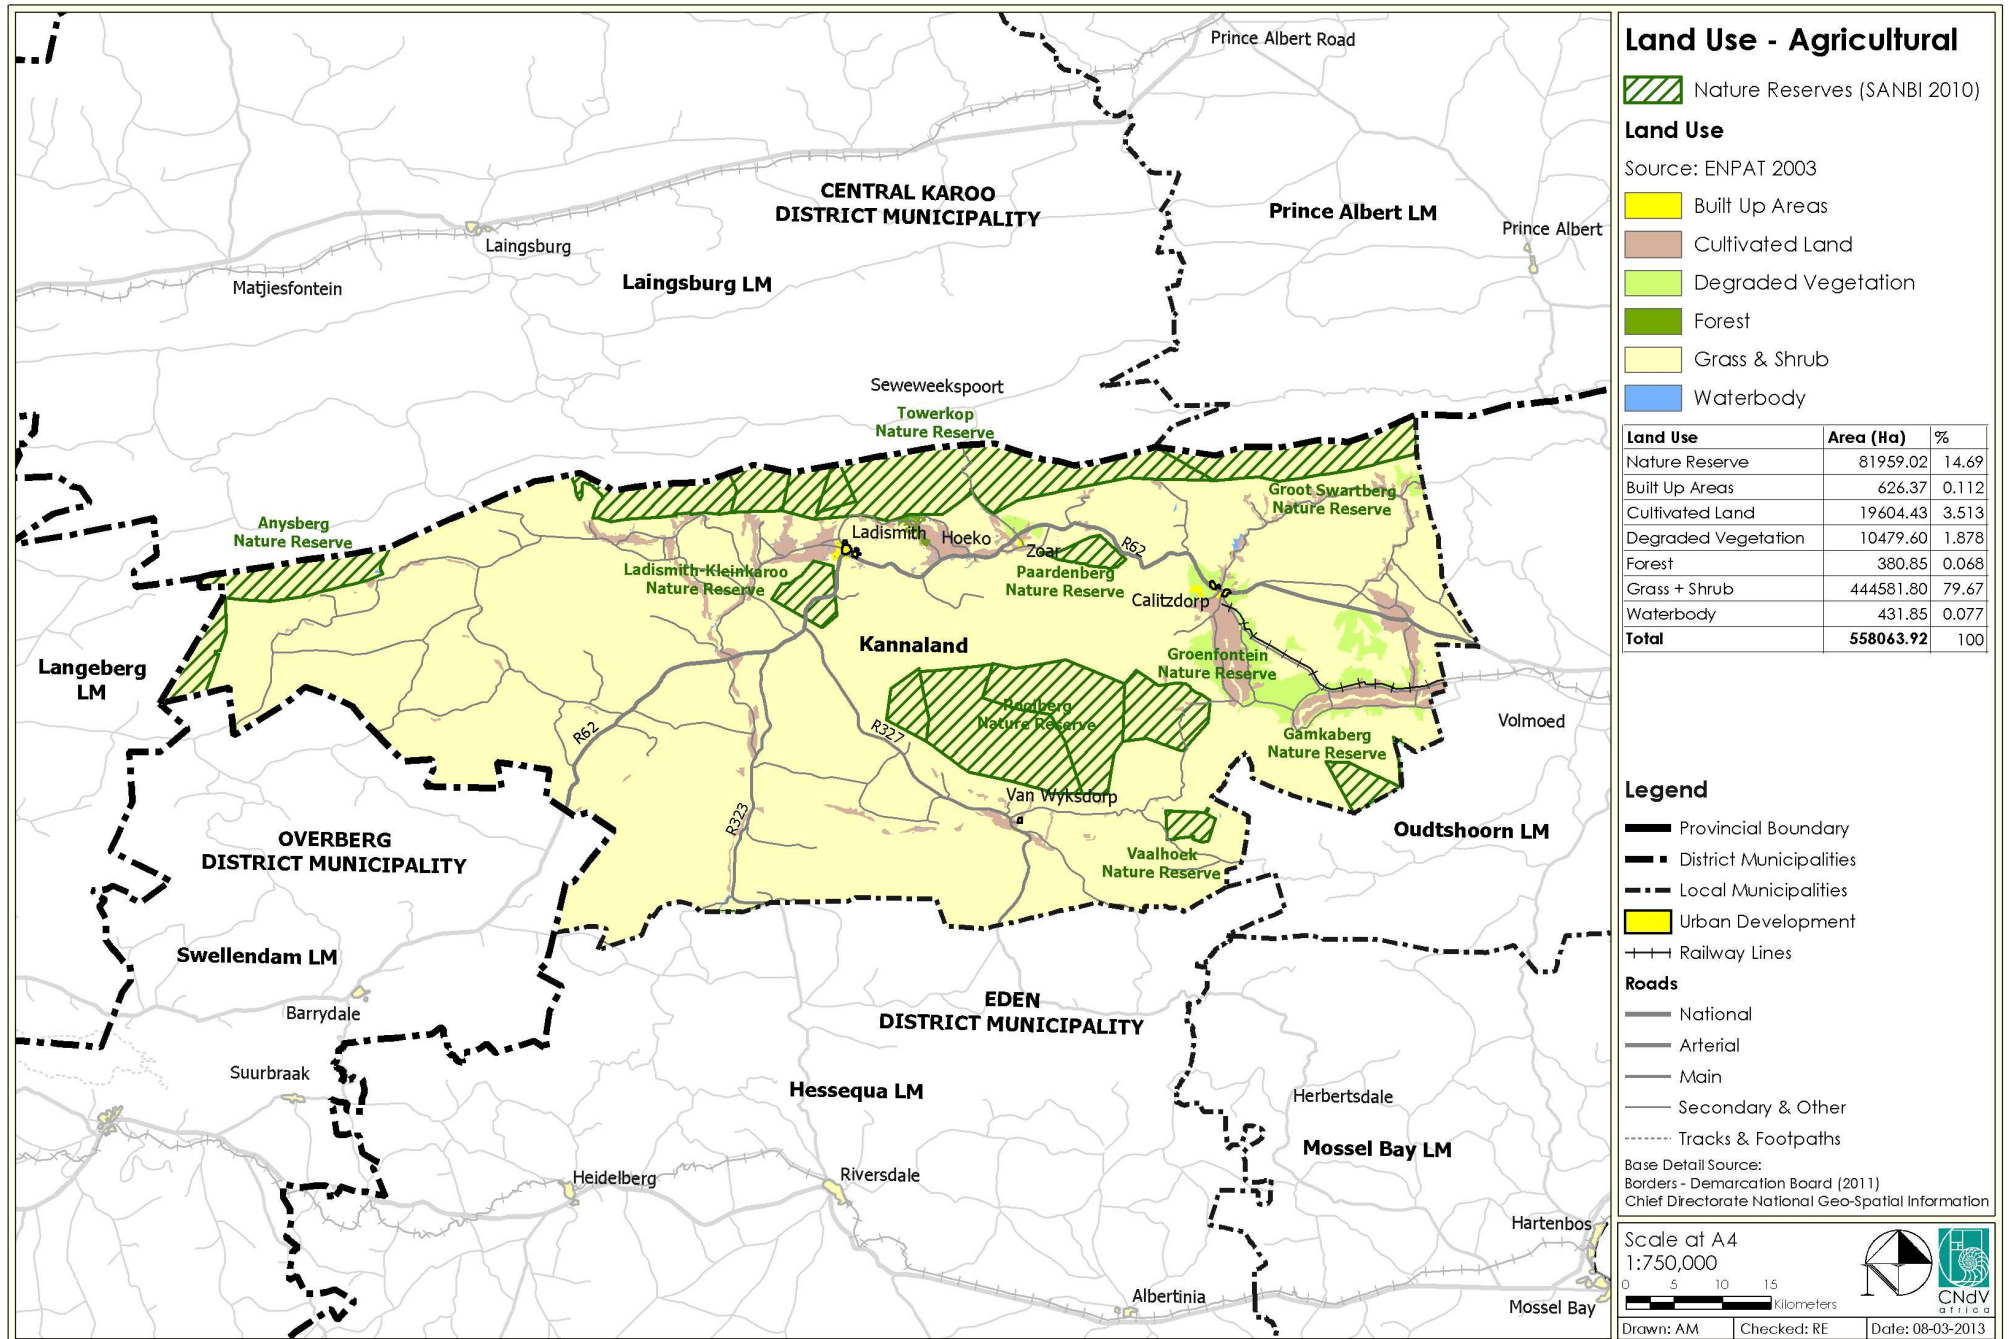 Prince Albert Road
CENTRAL KAROO
DISTRICT MUNICIPALITY
Prince Albert LM
Prince Albert
Laingsburg
Laingsburg LM
Matjiesfontein
Seweweekspoort
Towerkop
Nature Reserve
Groot Swartberg
Nature Reserve
Anysberg
Nature Reserve
Ladismith
Hoeko
Zoar
R62
Ladismith-Kleinkaroo
Nature Reserve
Paardenberg
Nature Reserve
Calitzdorp
Kannaland
Langeberg
LM
Groenfontein
Nature Reserve
Rooiberg
Nature Reserve
R62
R327
Volmoed
Gamkaberg
Nature Reserve
Van Wyksdorp
R323
Oudtshoorn LM
OVERBERG
DISTRICT MUNICIPALITY
Vaalhoek
Nature Reserve
Swellendam LM
Barrydale
EDEN
DISTRICT MUNICIPALITY
Suurbraak
Hessequa LM
Herbertsdale
Mossel Bay LM
Heidelberg
Riversdale
Hartenbos
Albertinia
Mossel Bay
Land Use - Agricultural
Nature Reserves (SANBI 2010)
Land Use
Source: ENPAT 2003
Built Up Areas
Cultivated Land
Degraded Vegetation
Forest
Grass & Shrub
Waterbody
Land Use Area (Ha) %
Nature Reserve 81959.02 14.69
Built Up Areas 626.37 0.112
Cultivated Land 19604.43 3.513
Degraded Vegetation 10479.60 1.878
Forest 380.85 0.068
Grass + Shrub 444581.80 79.67
Waterbody 431.85 0.077
Total 558063.92 100
Legend
Provincial Boundary
District Municipalities
Local Municipalities
Urban Development
Railway Lines
Roads
National
Arterial
Main
Secondary & Other
Tracks & Footpaths
Base Detail Source:
Borders - Demarcation Board (2011)
Chief Directorate National Geo-Spatial Information
Scale at A4
1:750,000
0 5 10 15
Kilometers
N
CNdV
africa
Drawn: AM Checked: RE Date: 08-03-2013